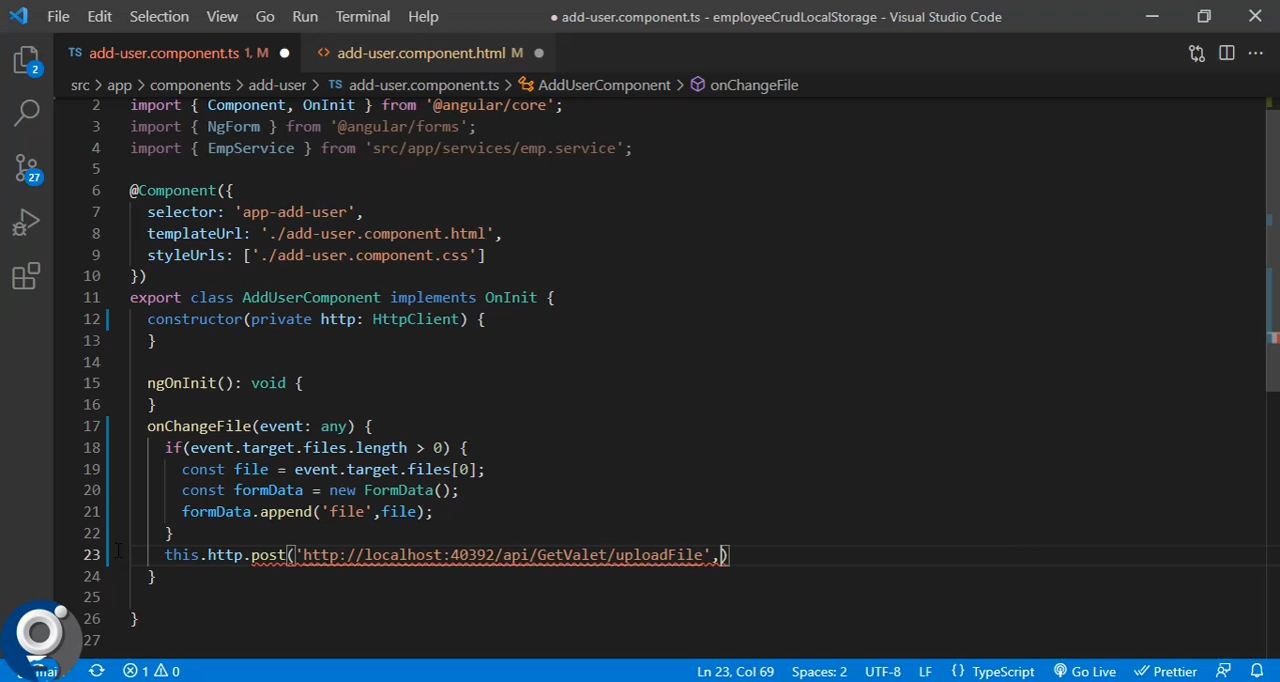 File Edit Selection View Go Run Terminal Help ● add-user.component.ts - employeeCrudLocalStorage - Visual Studio Code
TS add-user.component.ts 1, M ● <> add-user.component.html M ●
src > app > components > add-user > TS add-user.component.ts > AddUserComponent > onChangeFile
2 import { Component, OnInit } from '@angular/core';
3 import { NgForm } from '@angular/forms';
4 import { EmpService } from 'src/app/services/emp.service';
5
6 @Component({
7 selector: 'app-add-user',
8 templateUrl: './add-user.component.html',
9 styleUrls: ['./add-user.component.css']
10 })
11 export class AddUserComponent implements OnInit {
12 constructor(private http: HttpClient) {
13 }
14
15 ngOnInit(): void {
16 }
17 onChangeFile(event: any) {
18 if(event.target.files.length > 0) {
19 const file = event.target.files[0];
20 const formData = new FormData();
21 formData.append('file',file);
22 }
23 this.http.post('http://localhost:40392/api/GetValet/uploadFile',)
24 }
25
26 }
27
2
27
1 0 Ln 23, Col 69 Spaces: 2 UTF-8 LF {} TypeScript Go Live Prettier